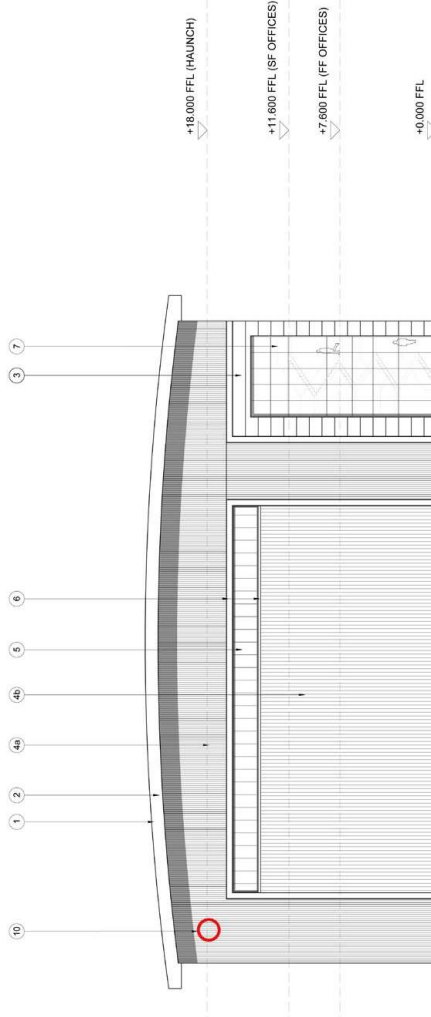 10
1
2
4a
4b
5
6
3
7
+18.000 FFL (HAUNCH)
+11.600 FFL (SF OFFICES)
+7.600 FFL (FF OFFICES)
+0.000 FFL